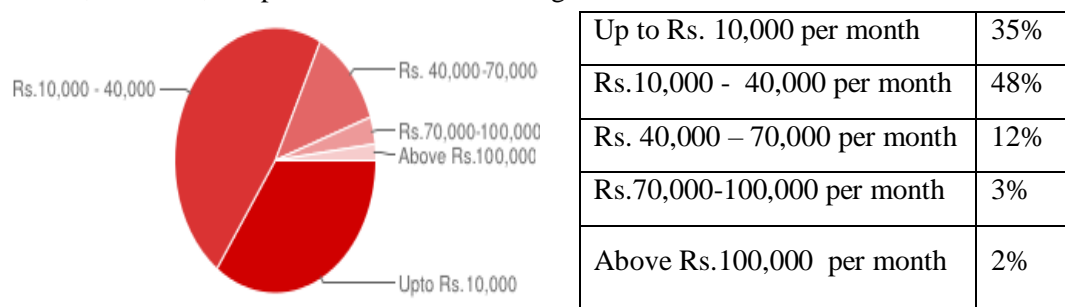 Rs.10,000 - 40,000
Rs. 40,000-70,000
Rs.70,000-100,000
Above Rs.100,000
Upto Rs.10,000
Up to Rs. 10,000 per month 35%
Rs.10,000 - 40,000 per month 48%
Rs. 40,000 – 70,000 per month 12%
Rs.70,000-100,000 per month 3%
Above Rs.100,000 per month 2%